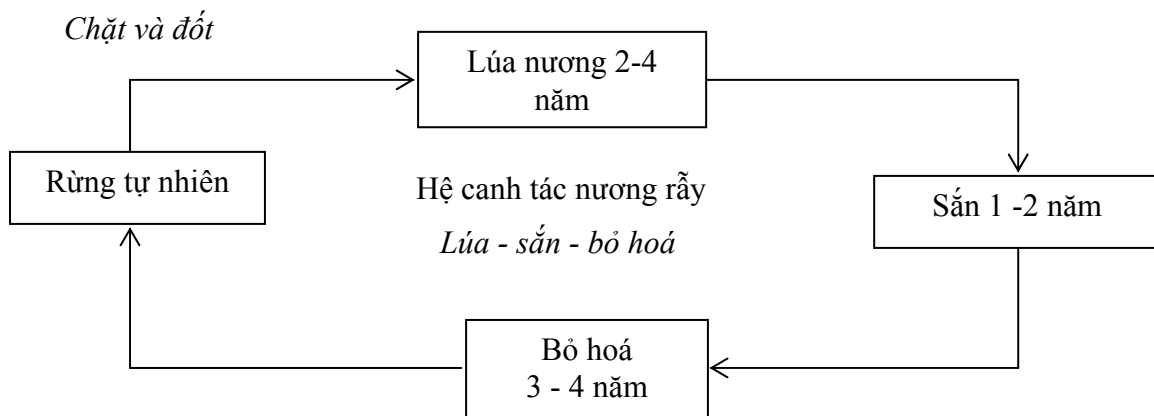 Chặt và đốt
Lúa nương 2-4
năm
Rừng tự nhiên
Hệ canh tác nương rẫy
Lúa - sắn - bỏ hoá
Sắn 1 -2 năm
Bỏ hoá
3 - 4 năm